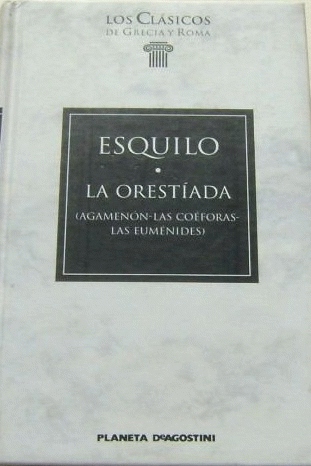 LOS CLÁSICOS
DE GRECIA Y ROMA
ESQUILO
•
LA ORESTÍADA
(AGAMENÓN-LAS COÉFORAS-
LAS EUMÉNIDES)
PLANETA DEAGOSTINI